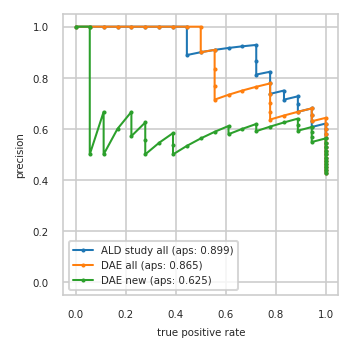 1.0
0.8
0.6
0.4
0.2
0.0
precision
ALD study all (aps: 0.899)
DAE all (aps: 0.865)
DAE new (aps: 0.625)
0.0 0.2 0.4 0.6 0.8 1.0
true positive rate